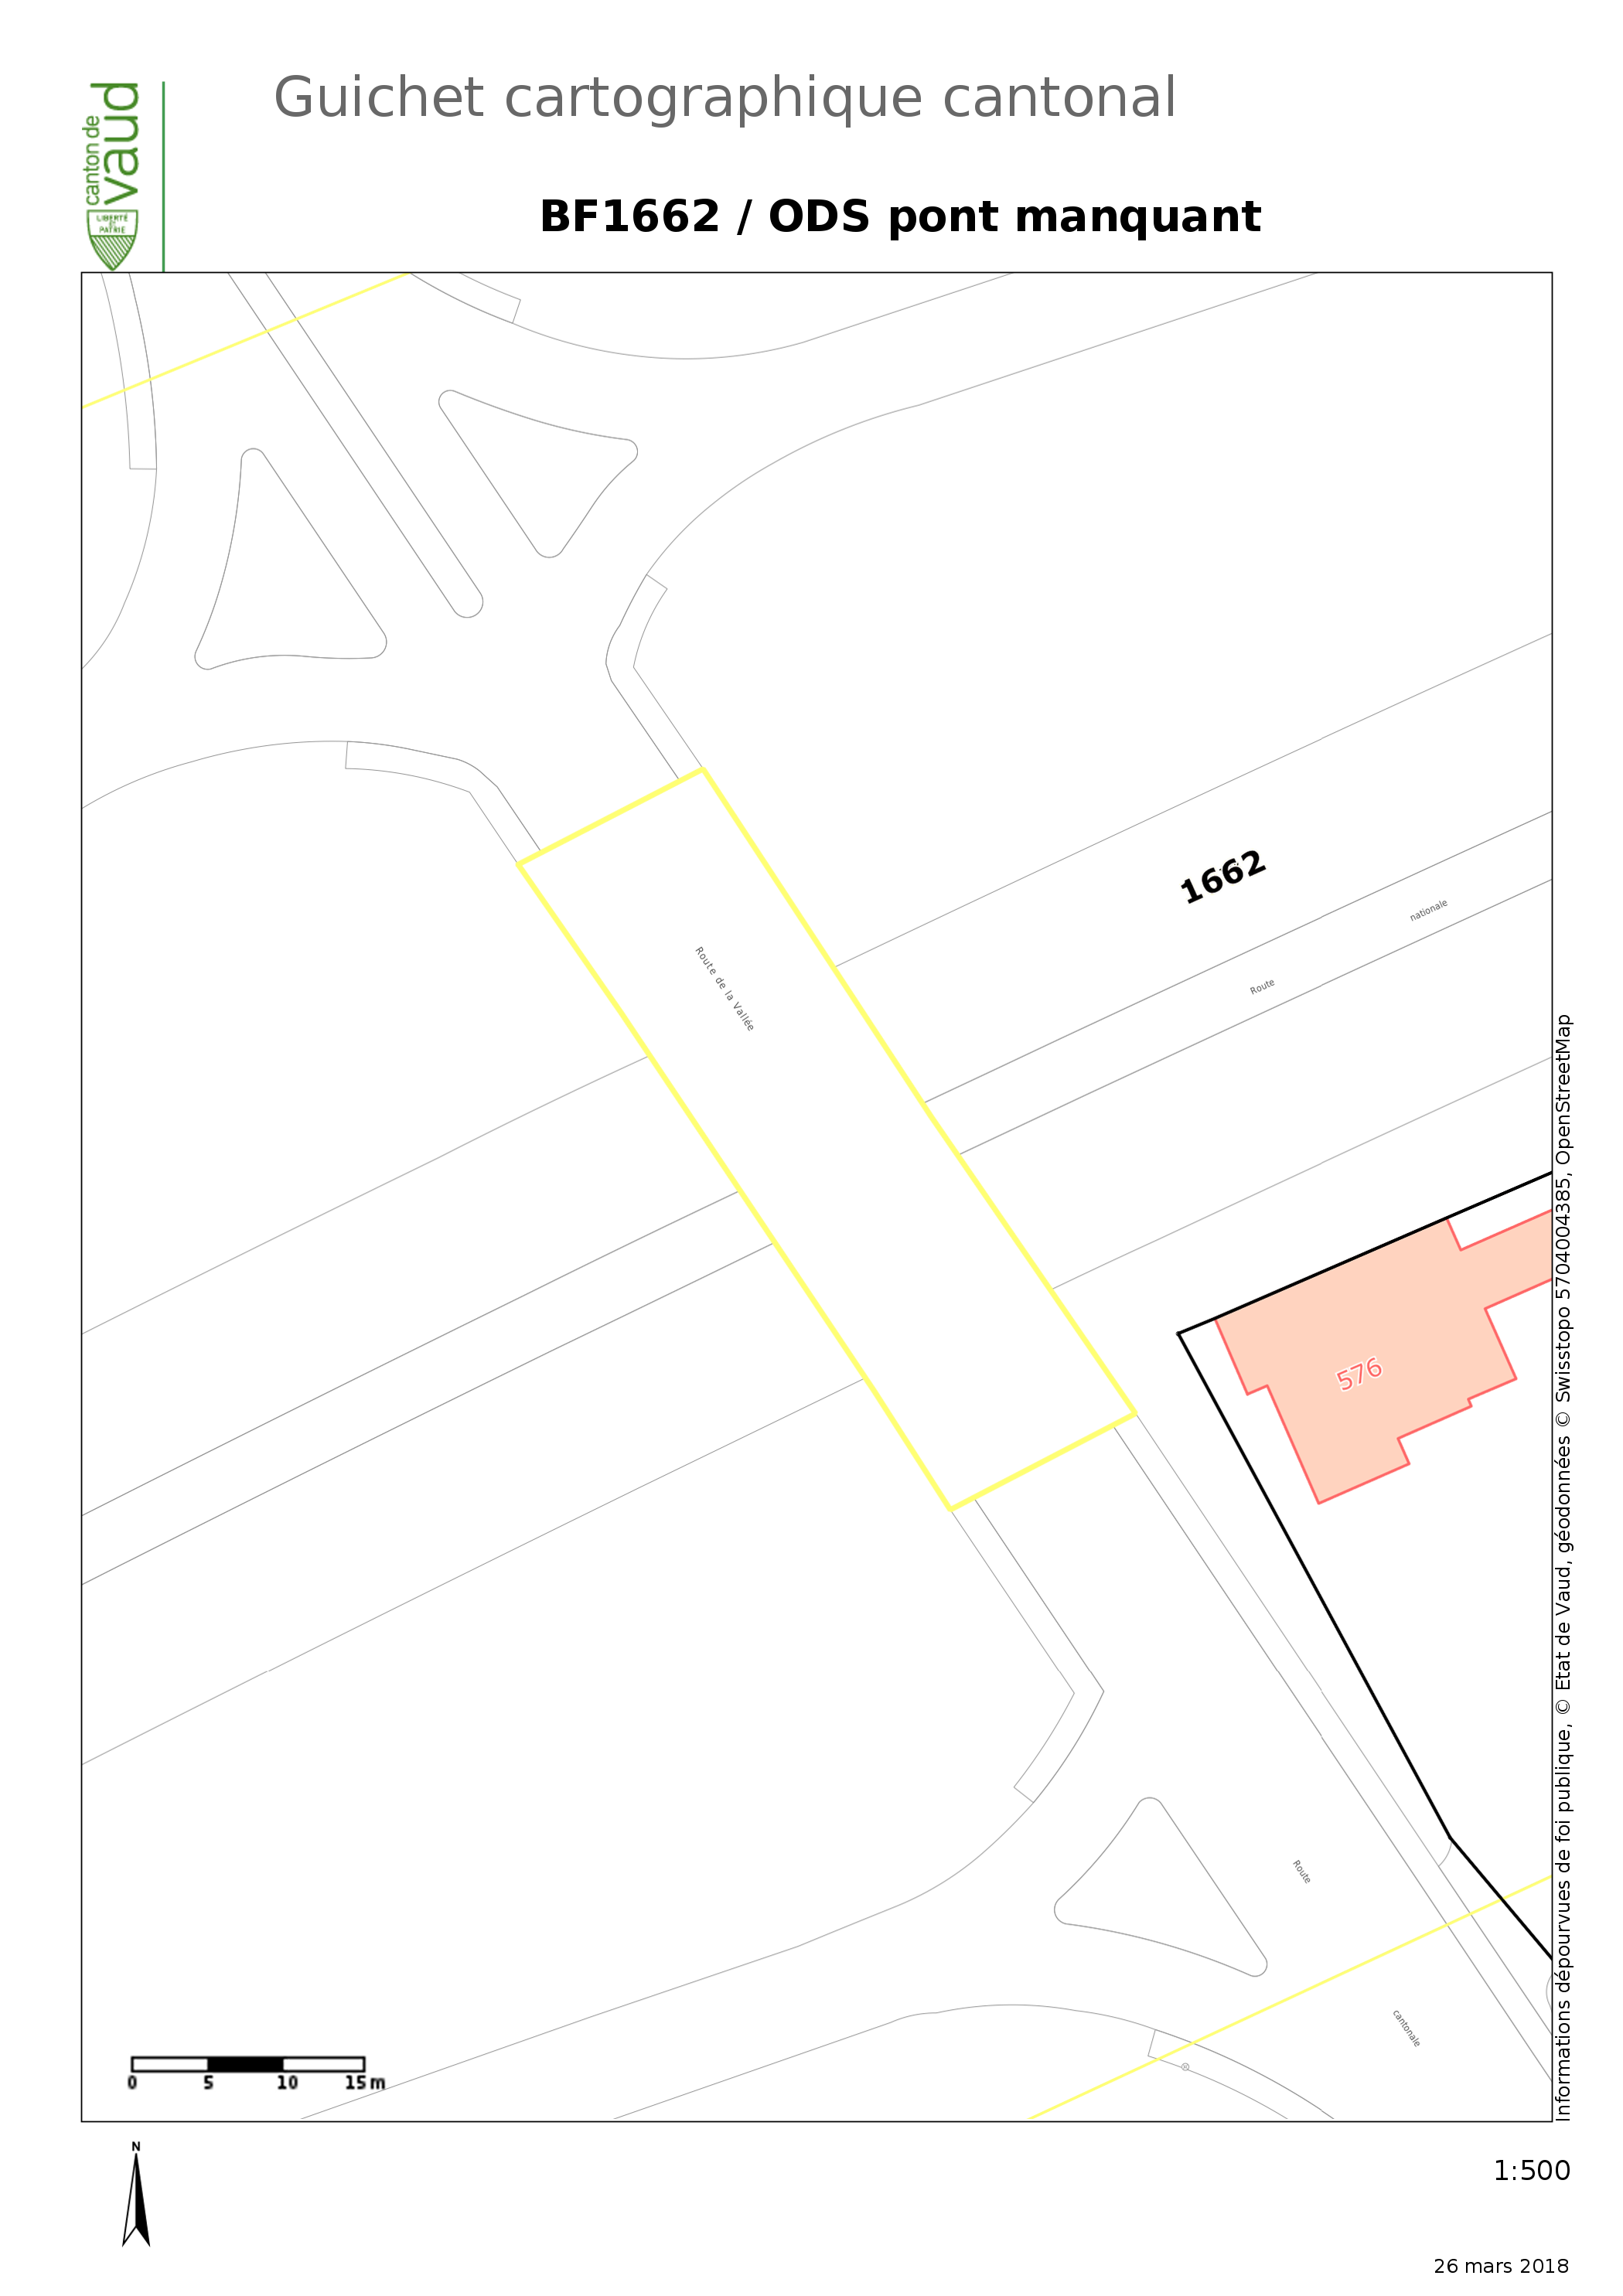 Guichet cartographique cantonal
canton de
vaud
LIBERTÉ
ET
PATRIE
BF1662 / ODS pont manquant
1662
nationale
Route
Route de la Vallée
576
Route
cantonale
0 5 10 15 m
Informations dépourvues de foi publique, © Etat de Vaud, géodonnées © Swisstopo 5704004385, OpenStreetMap
N
1:500
26 mars 2018